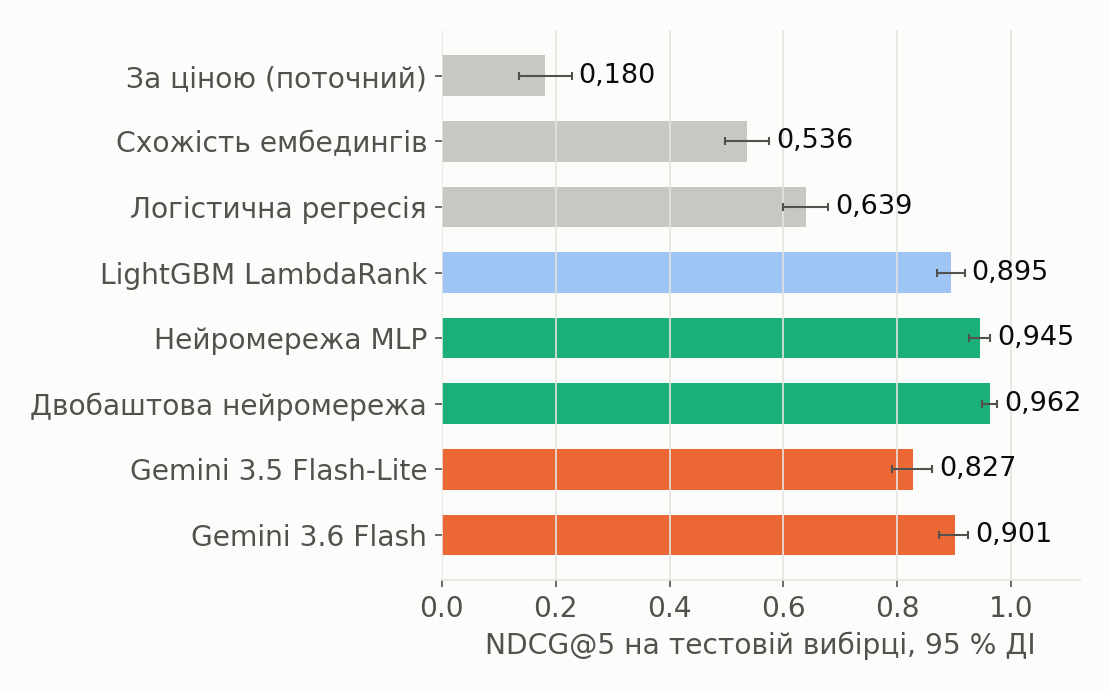 За ціною (поточний) 0,180
Схожість ембедингів 0,536
Логістична регресія 0,639
LightGBM LambdaRank 0,895
Нейромережа MLP 0,945
Двобаштова нейромережа 0,962
Gemini 3.5 Flash-Lite 0,827
Gemini 3.6 Flash 0,901
0.0 0.2 0.4 0.6 0.8 1.0
NDCG@5 на тестовій вибірці, 95 % ДІ